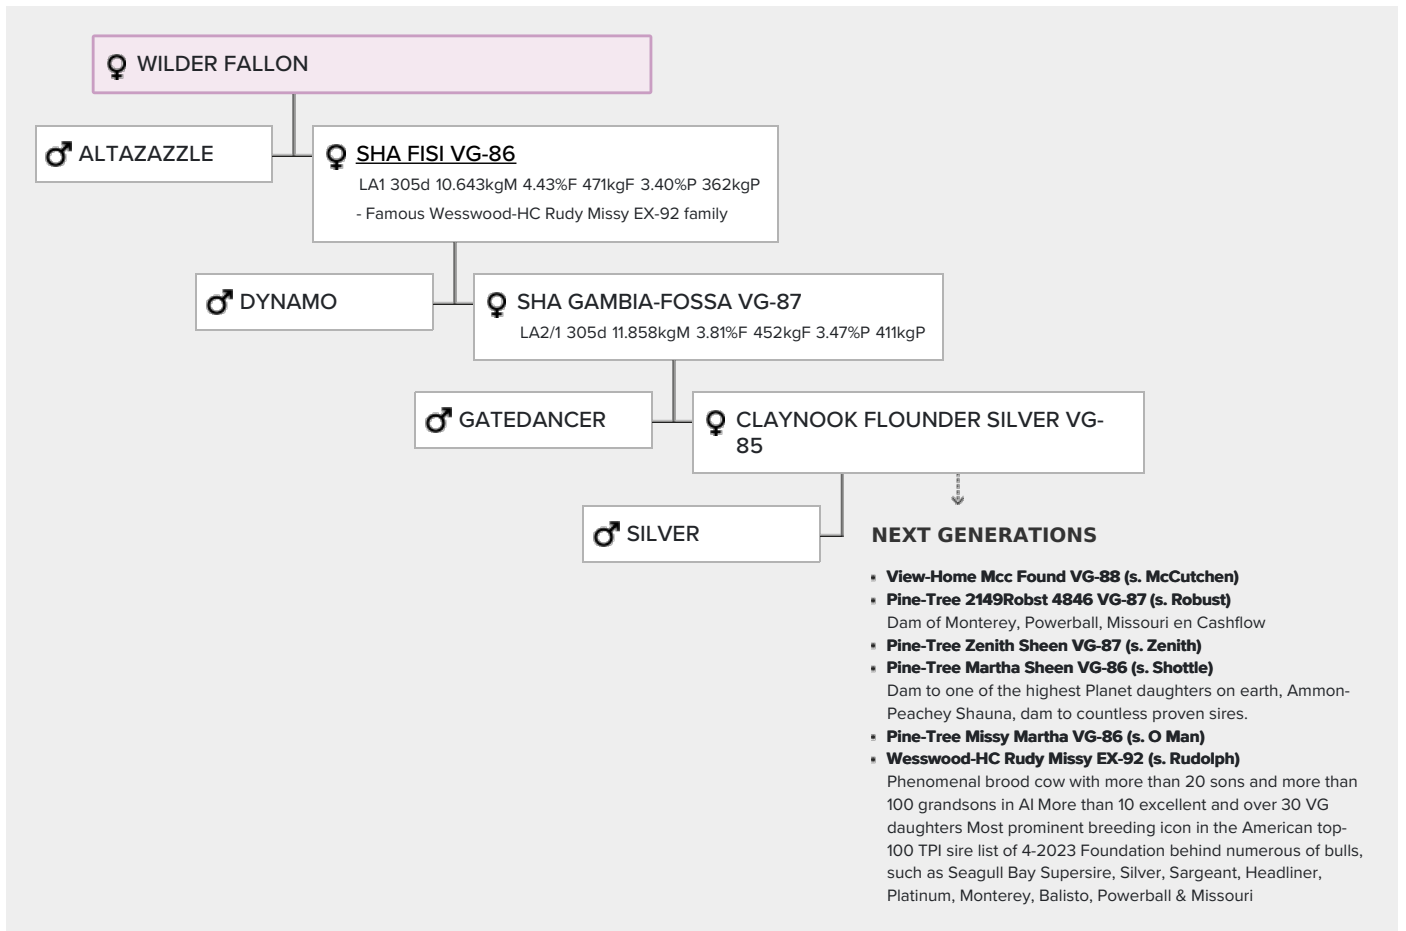 WILDER FALLON
ALTAZAZZLE
SHA FISI VG-86
LA1 305d 10.643kgM 4.43%F 471kgF 3.40%P 362kgP
- Famous Wesswood-HC Rudy Missy EX-92 family
DYNAMO
SHA GAMBIA-FOSSA VG-87
LA2/1 305d 11.858kgM 3.81%F 452kgF 3.47%P 411kgP
GATEDANCER
CLAYNOOK FLOUNDER SILVER VG-
85
SILVER
NEXT GENERATIONS
▪ View-Home Mcc Found VG-88 (s. McCutchen)
▪ Pine-Tree 2149Robst 4846 VG-87 (s. Robust)
Dam of Monterey, Powerball, Missouri en Cashflow
▪ Pine-Tree Zenith Sheen VG-87 (s. Zenith)
▪ Pine-Tree Martha Sheen VG-86 (s. Shottle)
Dam to one of the highest Planet daughters on earth, Ammon-
Peachey Shauna, dam to countless proven sires.
▪ Pine-Tree Missy Martha VG-86 (s. O Man)
▪ Wesswood-HC Rudy Missy EX-92 (s. Rudolph)
Phenomenal brood cow with more than 20 sons and more than
100 grandsons in AI More than 10 excellent and over 30 VG
daughters Most prominent breeding icon in the American top-
100 TPI sire list of 4-2023 Foundation behind numerous of bulls,
such as Seagull Bay Supersire, Silver, Sargeant, Headliner,
Platinum, Monterey, Balisto, Powerball & Missouri